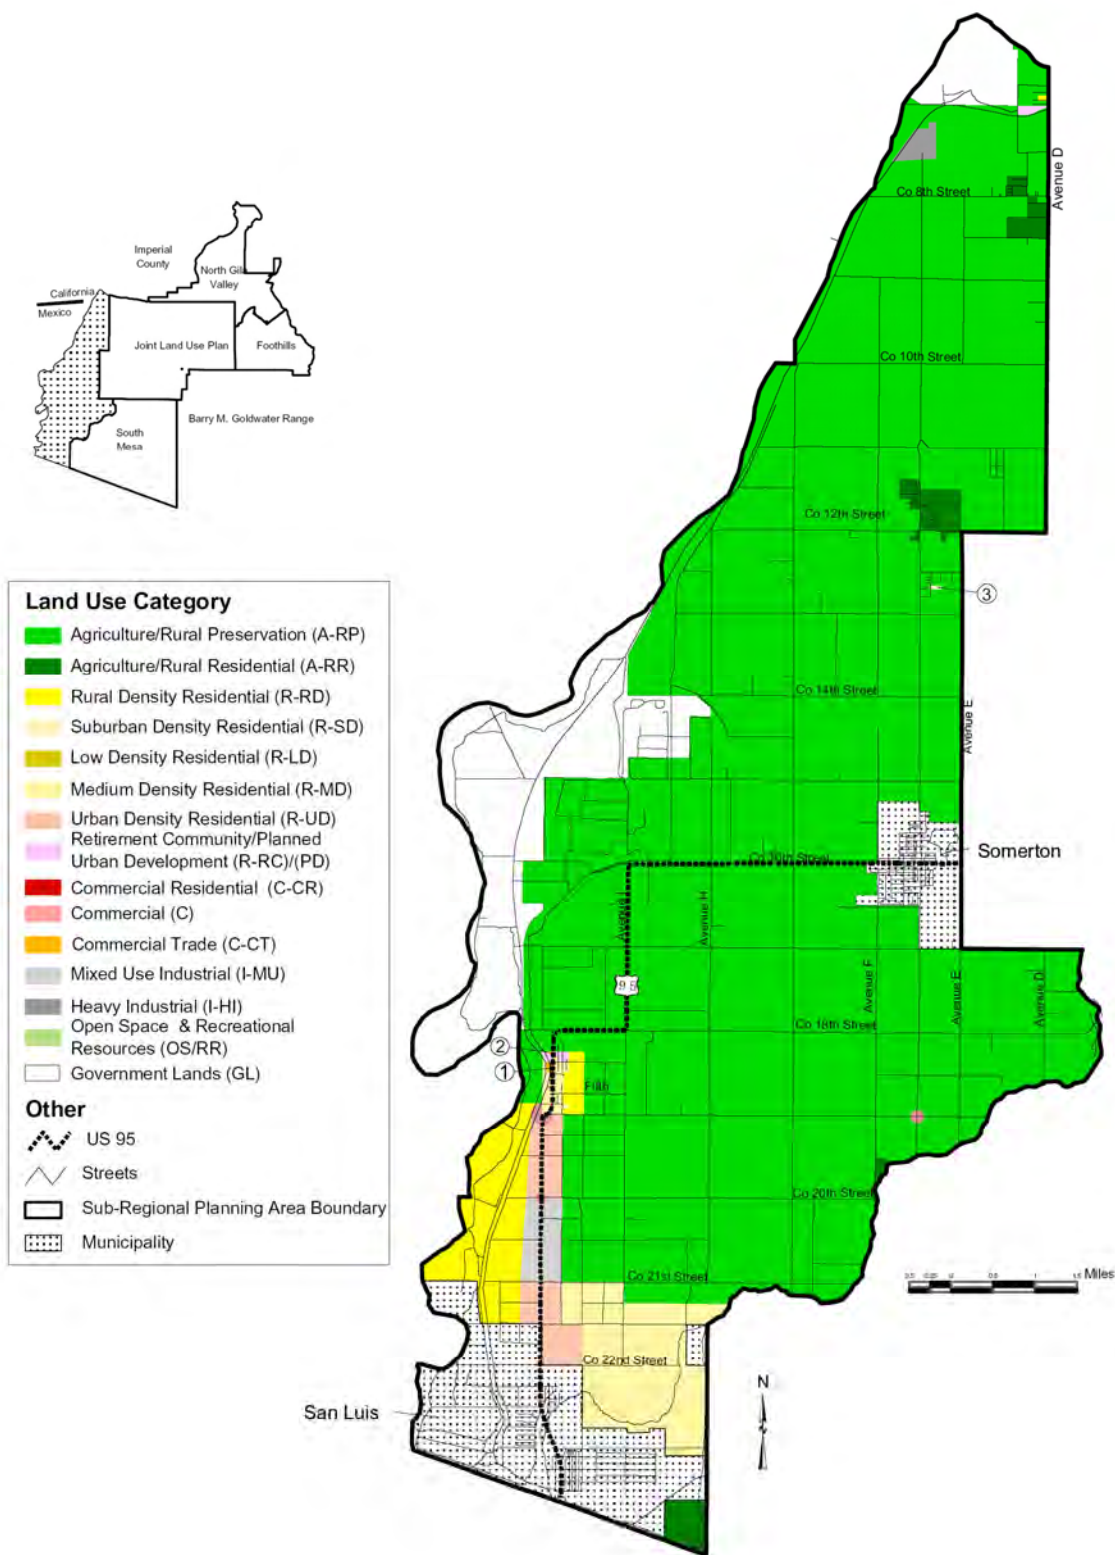 Avenue D
Co 8th Street
Imperial
County
North Gila
Valley
California
Mexico
Joint Land Use Plan
Foothills
Co 10th Street
Barry M. Goldwater Range
South
Mesa
Co 12th Street
3
Land Use Category
Agriculture/Rural Preservation (A-RP)
Agriculture/Rural Residential (A-RR)
Rural Density Residential (R-RD)
Suburban Density Residential (R-SD)
Low Density Residential (R-LD)
Medium Density Residential (R-MD)
Urban Density Residential (R-UD)
Retirement Community/Planned
Urban Development (R-RC)/(PD)
Commercial Residential (C-CR)
Commercial (C)
Commercial Trade (C-CT)
Mixed Use Industrial (I-MU)
Heavy Industrial (I-HI)
Open Space & Recreational
Resources (OS/RR)
Government Lands (GL)
Other
US 95
Streets
Sub-Regional Planning Area Boundary
Municipality
Co 14th Street
Avenue E
Co 16th Street
Somerton
Avenue I
Avenue H
95
Avenue F
Avenue E
Avenue D
Co 18th Street
2
1
Co 20th Street
Co 21st Street
Miles
Co 22nd Street
N
San Luis